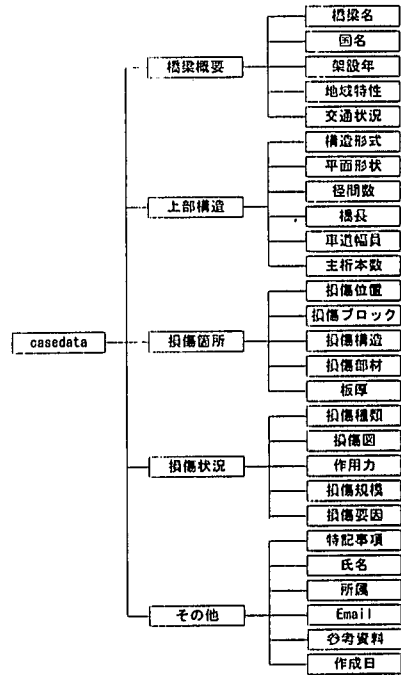 casedata
橋梁概要
橋梁名
国名
架設年
地域特性
交通状況
上部構造
構造形式
平面形状
径間数
橋長
車道幅員
主桁本数
損傷箇所
損傷位置
損傷ブロック
損傷構造
損傷部材
板厚
損傷状況
損傷種類
損傷図
作用力
損傷規模
損傷要因
その他
特記事項
氏名
所属
Email
参考資料
作成日